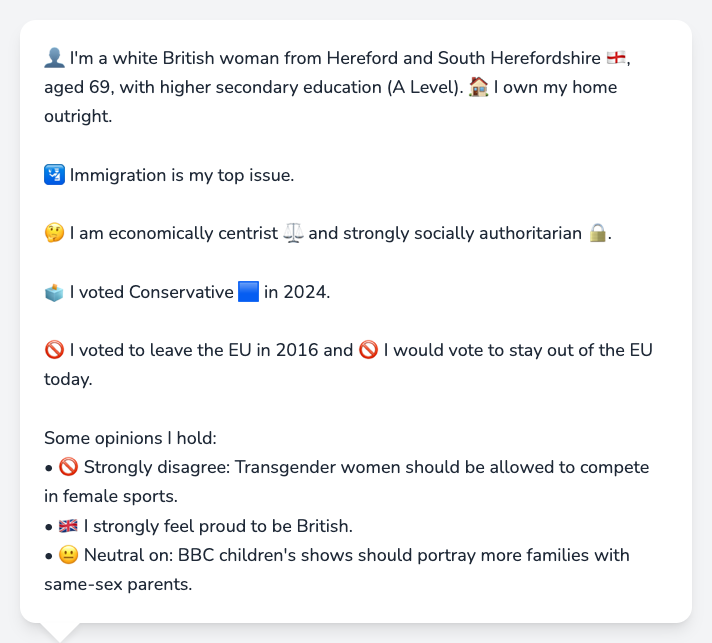 👤 I'm a white British woman from Hereford and South Herefordshire 🏴󠁧󠁢󠁥󠁮󠁧󠁿,
aged 69, with higher secondary education (A Level). 🏠 I own my home
outright.
🛂 Immigration is my top issue.
🤔 I am economically centrist ⚖️ and strongly socially authoritarian 🔒.
🗳️ I voted Conservative 🟦 in 2024.
🚫 I voted to leave the EU in 2016 and 🚫 I would vote to stay out of the EU
today.
Some opinions I hold:
• 🚫 Strongly disagree: Transgender women should be allowed to compete
in female sports.
• 🇬🇧 I strongly feel proud to be British.
• 😐 Neutral on: BBC children's shows should portray more families with
same-sex parents.